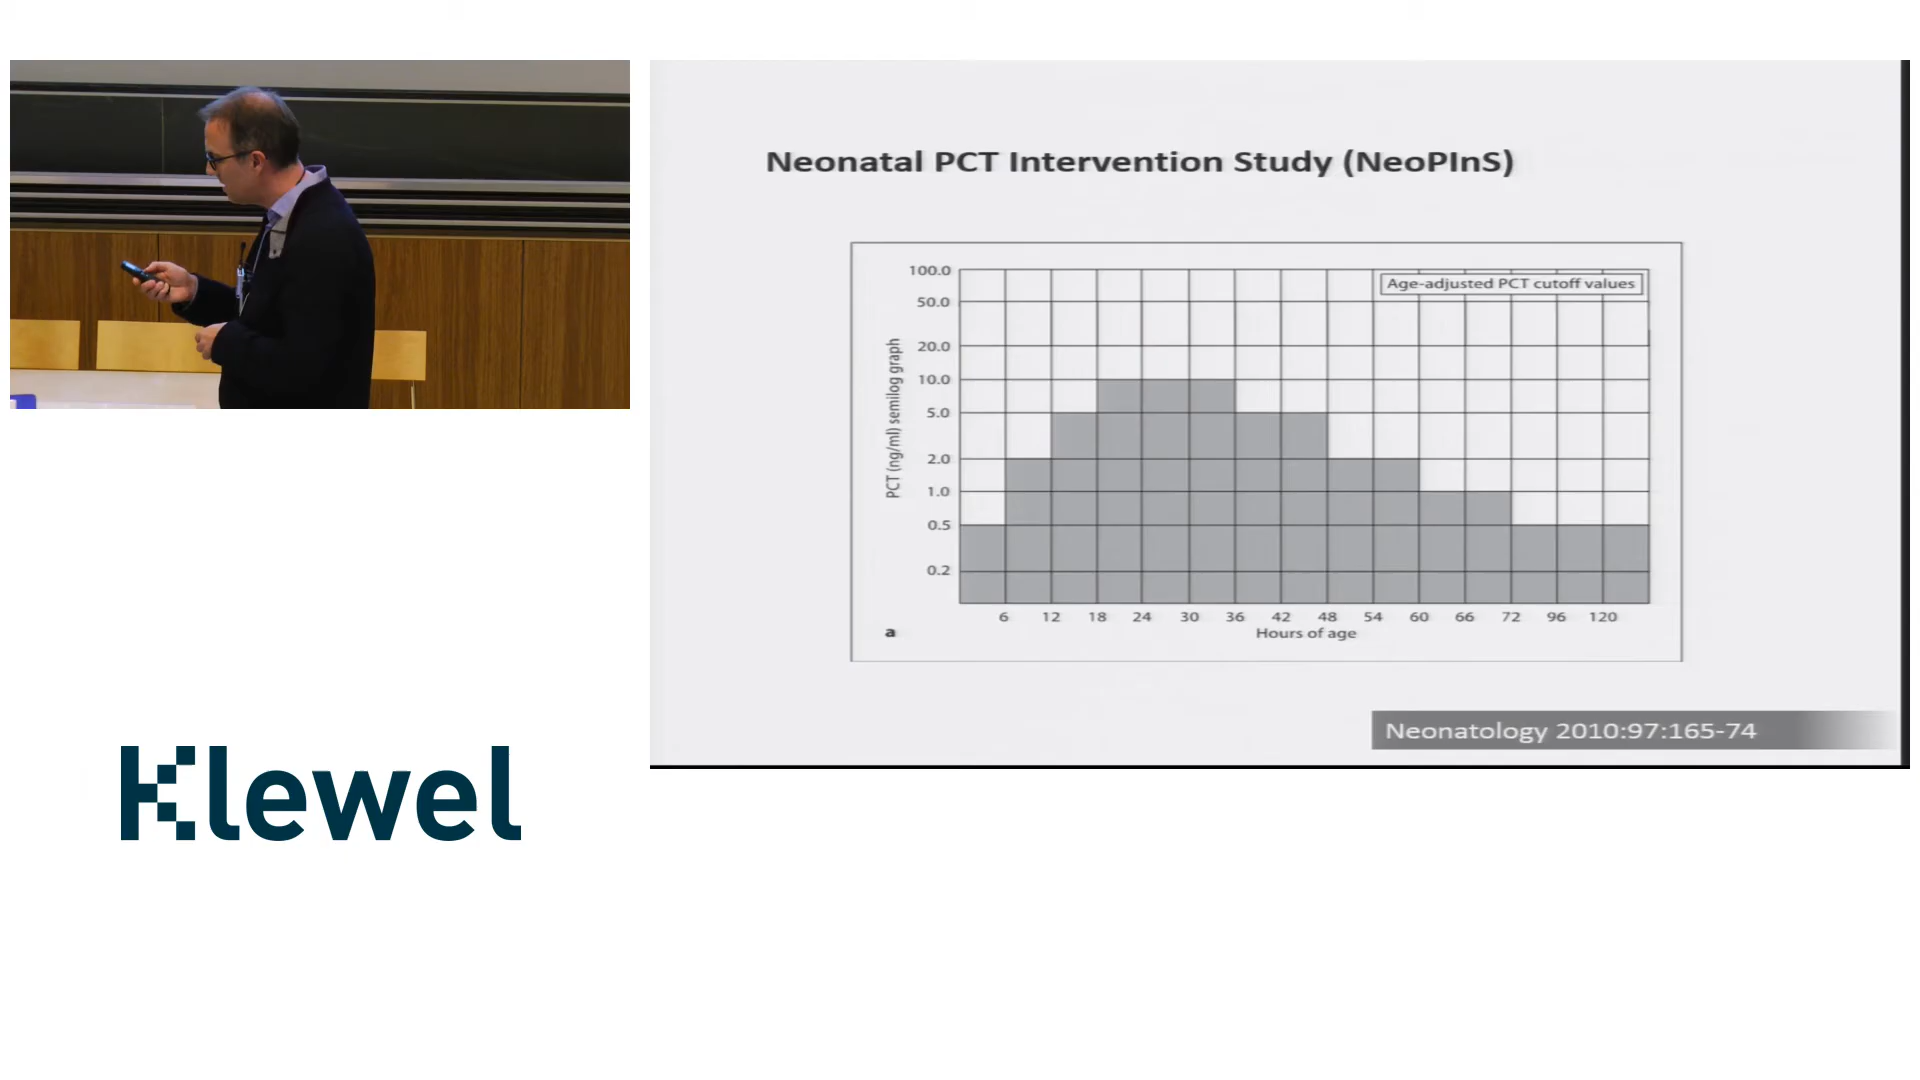 Neonatal PCT Intervention Study (NeoPInS)
Age-adjusted PCT cutoff values
PCT (ng/ml) semilog graph
100.0
50.0
20.0
10.0
5.0
2.0
1.0
0.5
0.2
6 12 18 24 30 36 42 48 54 60 66 72 96 120
Hours of age
a
Neonatology 2010:97:165-74
Klewel